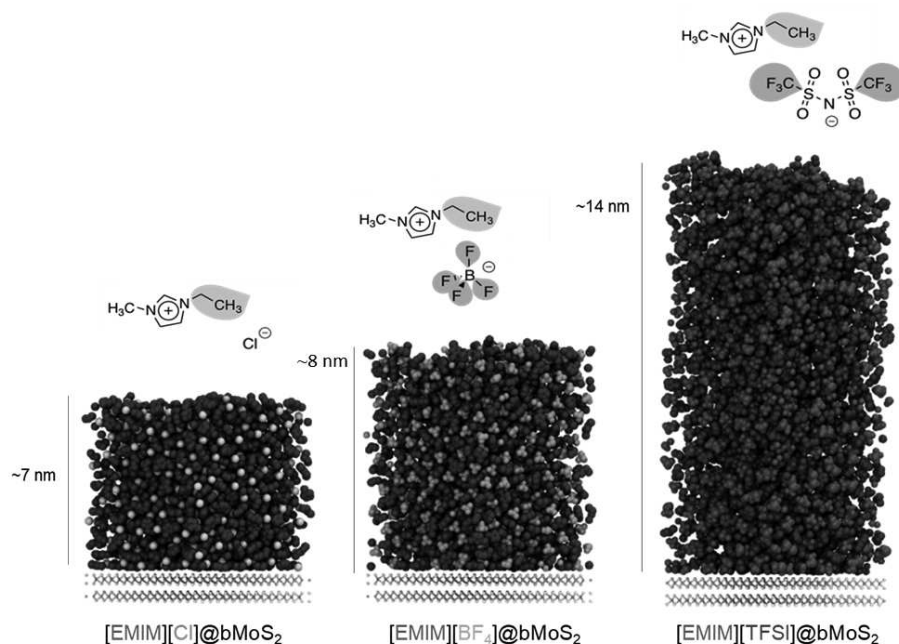 H₃C N + N CH₃
F₃C S O O N ⊖ S O O CF₃
~14 nm
H₃C N + N CH₃
F B ⊖ F F F
~8 nm
H₃C N + N CH₃
Cl ⊖
~7 nm
[EMIM][Cl]@bMoS₂
[EMIM][BF₄]@bMoS₂
[EMIM][TFSI]@bMoS₂